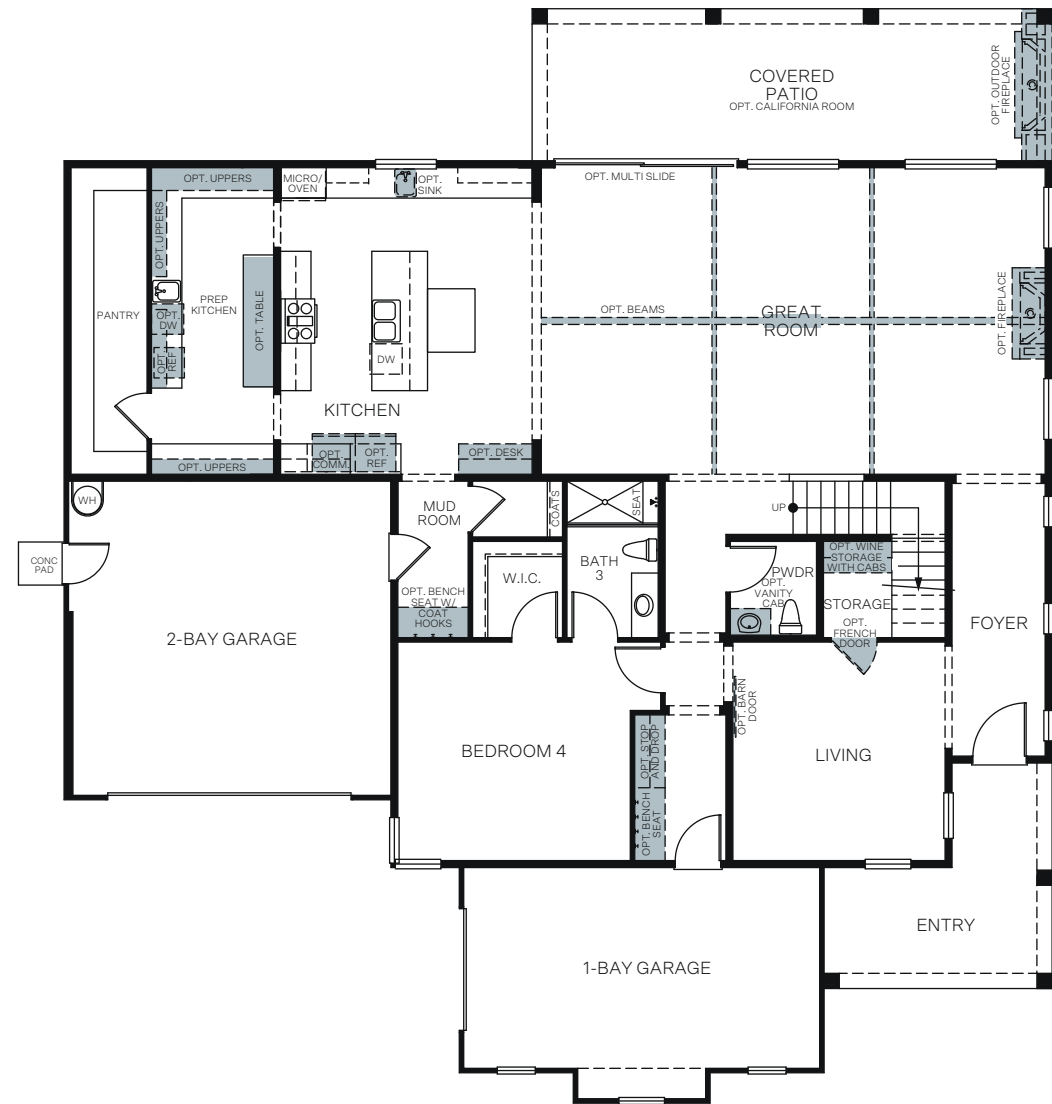 COVERED
PATIO
OPT. CALIFORNIA ROOM
OPT. OUTDOOR
FIREPLACE
OPT. UPPERS
MICRO/
OVEN
OPT.
SINK
OPT. MULTI SLIDE
OPT. UPPERS
PANTRY
PREP
KITCHEN
OPT.
DW
OPT.
REF
OPT. TABLE
DW
OPT. BEAMS
GREAT
ROOM
OPT. FIREPLACE
KITCHEN
OPT. UPPERS
OPT.
COMM.
OPT.
REF
OPT. DESK
WH
CONC
PAD
MUD
ROOM
COATS
SEAT
UP
BATH
3
W.I.C.
OPT. BENCH
SEAT W/
COAT
HOOKS
PWDR
OPT.
VANITY
CAB
OPT. WINE
STORAGE
WITH CABS
STORAGE
OPT.
FRENCH
DOOR
FOYER
2-BAY GARAGE
OPT. BARN
DOOR
BEDROOM 4
OPT. STOP
AND DROP
OPT. BENCH
SEAT
LIVING
ENTRY
1-BAY GARAGE